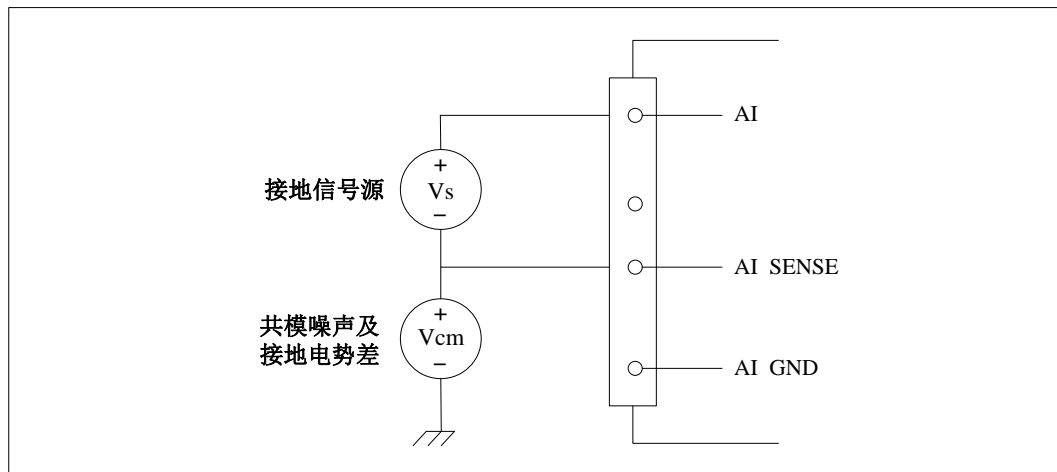 AI
+
接地信号源
Vs
−
AI SENSE
+
共模噪声及
接地电势差
Vcm
−
AI GND